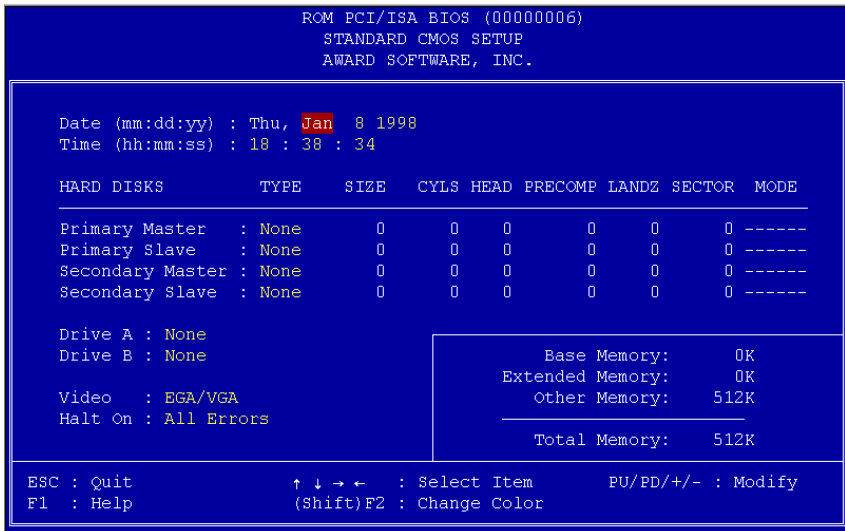 ROM PCI/ISA BIOS (00000006)
STANDARD CMOS SETUP
AWARD SOFTWARE, INC.
Date (mm:dd:yy) : Thu, Jan 8 1998
Time (hh:mm:ss) : 18 : 38 : 34
HARD DISKS TYPE SIZE CYLS HEAD PRECOMP LANDZ SECTOR MODE
Primary Master : None 0 0 0 0 0 0 ------
Primary Slave : None 0 0 0 0 0 0 ------
Secondary Master : None 0 0 0 0 0 0 ------
Secondary Slave : None 0 0 0 0 0 0 ------
Drive A : None
Drive B : None
Video : EGA/VGA
Halt On : All Errors
Base Memory: 0K
Extended Memory: 0K
Other Memory: 512K
Total Memory: 512K
ESC : Quit ↑ ↓ → ← : Select Item PU/PD/+/- : Modify
F1 : Help (Shift)F2 : Change Color